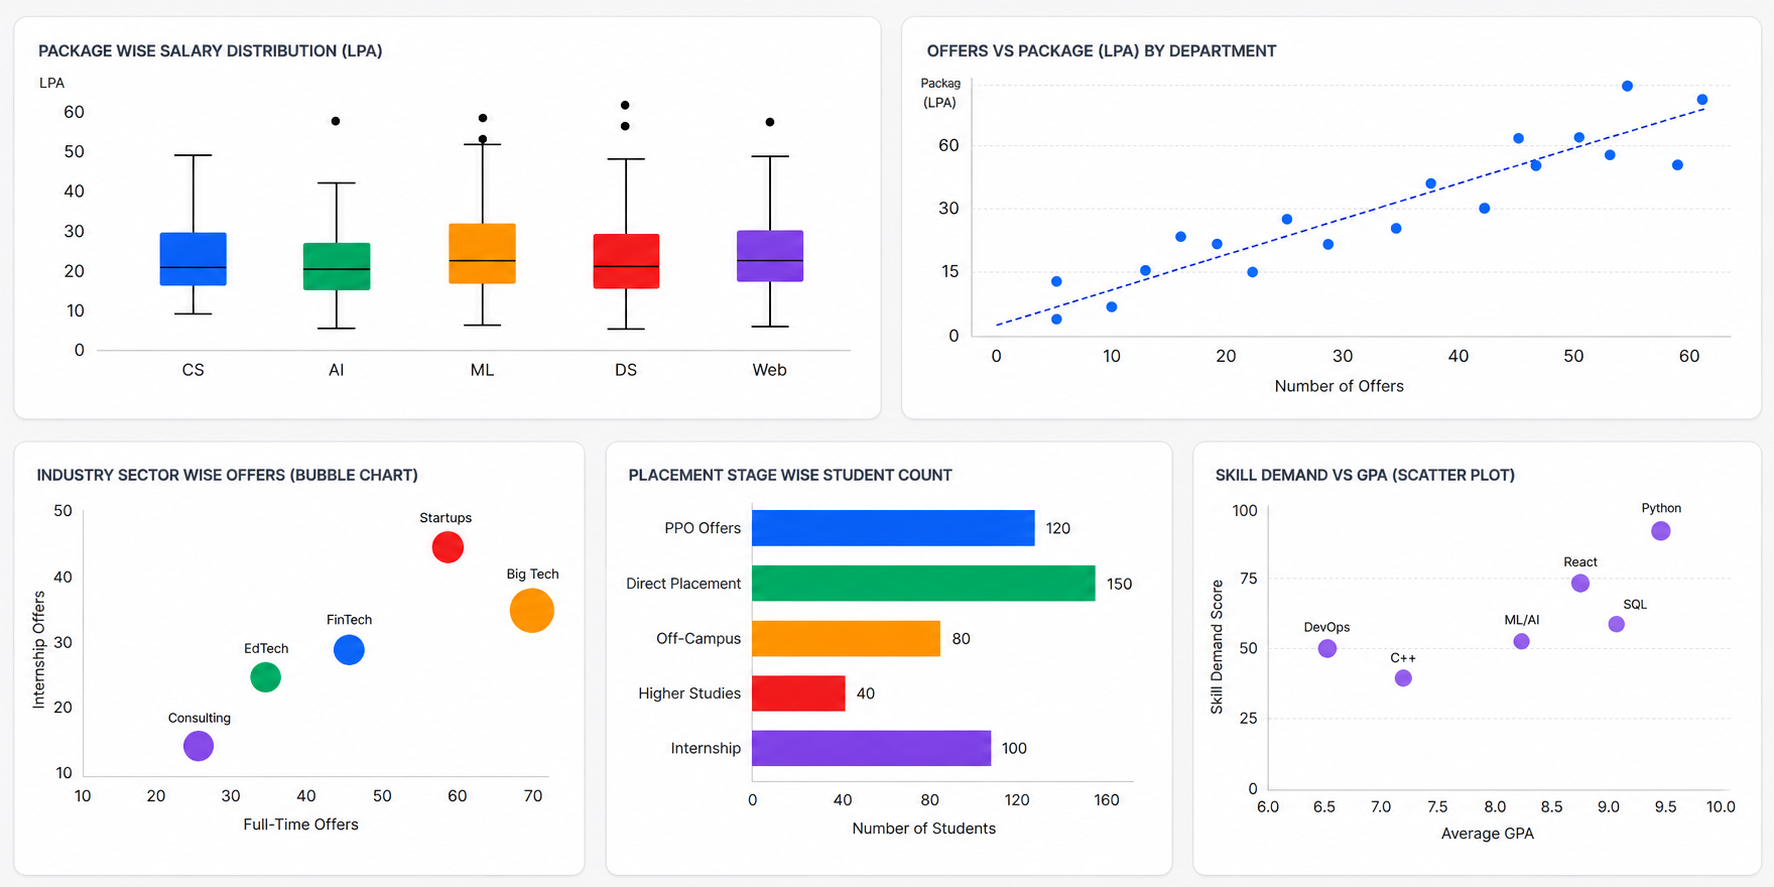 PACKAGE WISE SALARY DISTRIBUTION (LPA)
LPA
60
50
40
30
20
10
0
CS AI ML DS Web
OFFERS VS PACKAGE (LPA) BY DEPARTMENT
Packag
(LPA)
60
30
15
0
0 10 20 30 40 50 60
Number of Offers
INDUSTRY SECTOR WISE OFFERS (BUBBLE CHART)
Internship Offers
50
40
30
20
10
Startups
Big Tech
FinTech
EdTech
Consulting
10 20 30 40 50 60 70
Full-Time Offers
PLACEMENT STAGE WISE STUDENT COUNT
PPO Offers 120
Direct Placement 150
Off-Campus 80
Higher Studies 40
Internship 100
0 40 80 120 160
Number of Students
SKILL DEMAND VS GPA (SCATTER PLOT)
Skill Demand Score
100
75
50
25
0
Python
React
SQL
ML/AI
DevOps
C++
6.0 6.5 7.0 7.5 8.0 8.5 9.0 9.5 10.0
Average GPA